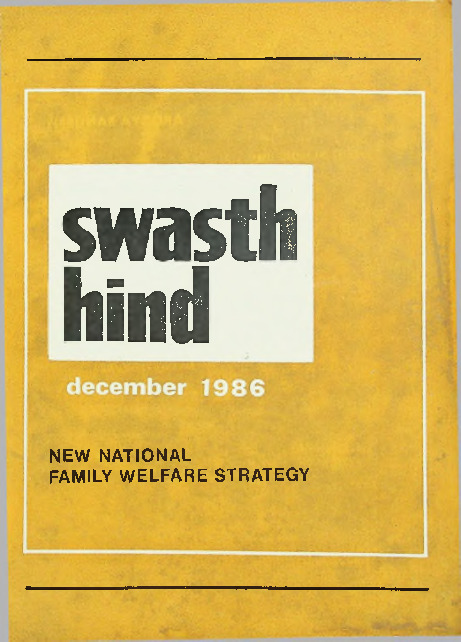 swasth
hind
december 1986
NEW NATIONAL
FAMILY WELFARE STRATEGY